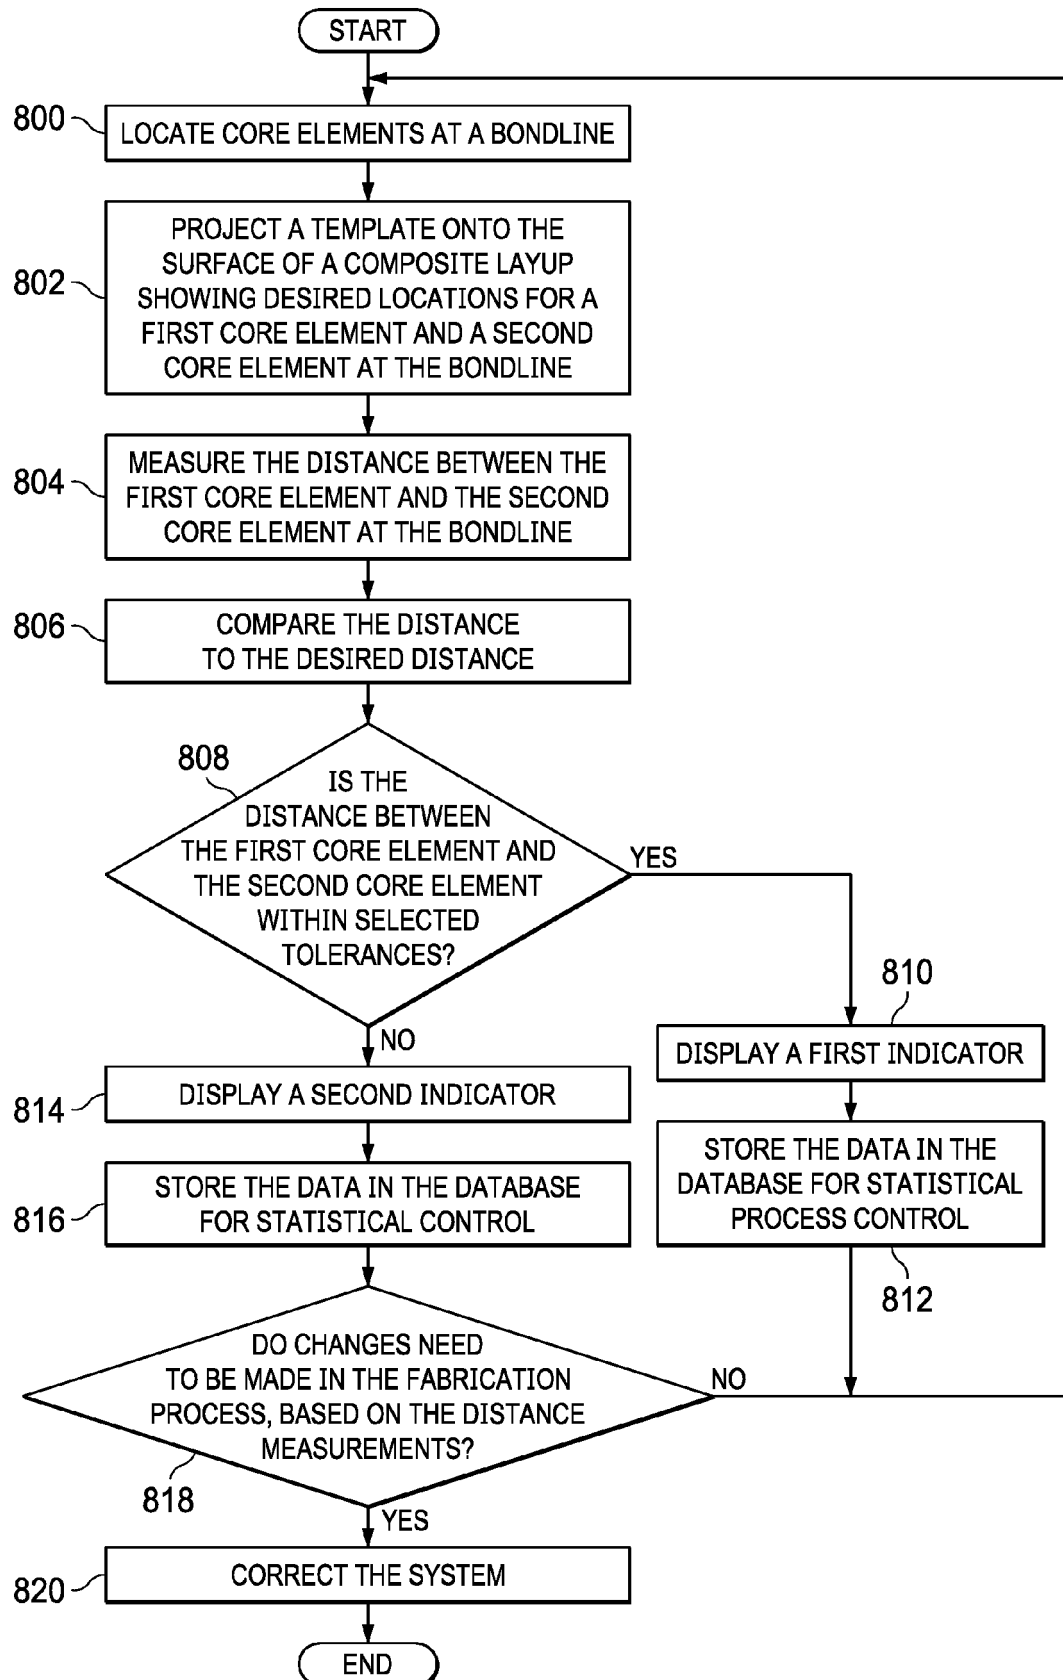 START
800
LOCATE CORE ELEMENTS AT A BONDLINE
802
PROJECT A TEMPLATE ONTO THE
SURFACE OF A COMPOSITE LAYUP
SHOWING DESIRED LOCATIONS FOR A
FIRST CORE ELEMENT AND A SECOND
CORE ELEMENT AT THE BONDLINE
804
MEASURE THE DISTANCE BETWEEN THE
FIRST CORE ELEMENT AND THE SECOND
CORE ELEMENT AT THE BONDLINE
806
COMPARE THE DISTANCE
TO THE DESIRED DISTANCE
808
IS THE
DISTANCE BETWEEN
THE FIRST CORE ELEMENT AND
THE SECOND CORE ELEMENT
WITHIN SELECTED
TOLERANCES?
YES
NO
810
DISPLAY A FIRST INDICATOR
STORE THE DATA IN THE
DATABASE FOR STATISTICAL
PROCESS CONTROL
812
814
DISPLAY A SECOND INDICATOR
816
STORE THE DATA IN THE DATABASE
FOR STATISTICAL CONTROL
DO CHANGES NEED
TO BE MADE IN THE FABRICATION
PROCESS, BASED ON THE DISTANCE
MEASUREMENTS?
NO
818
YES
820
CORRECT THE SYSTEM
END